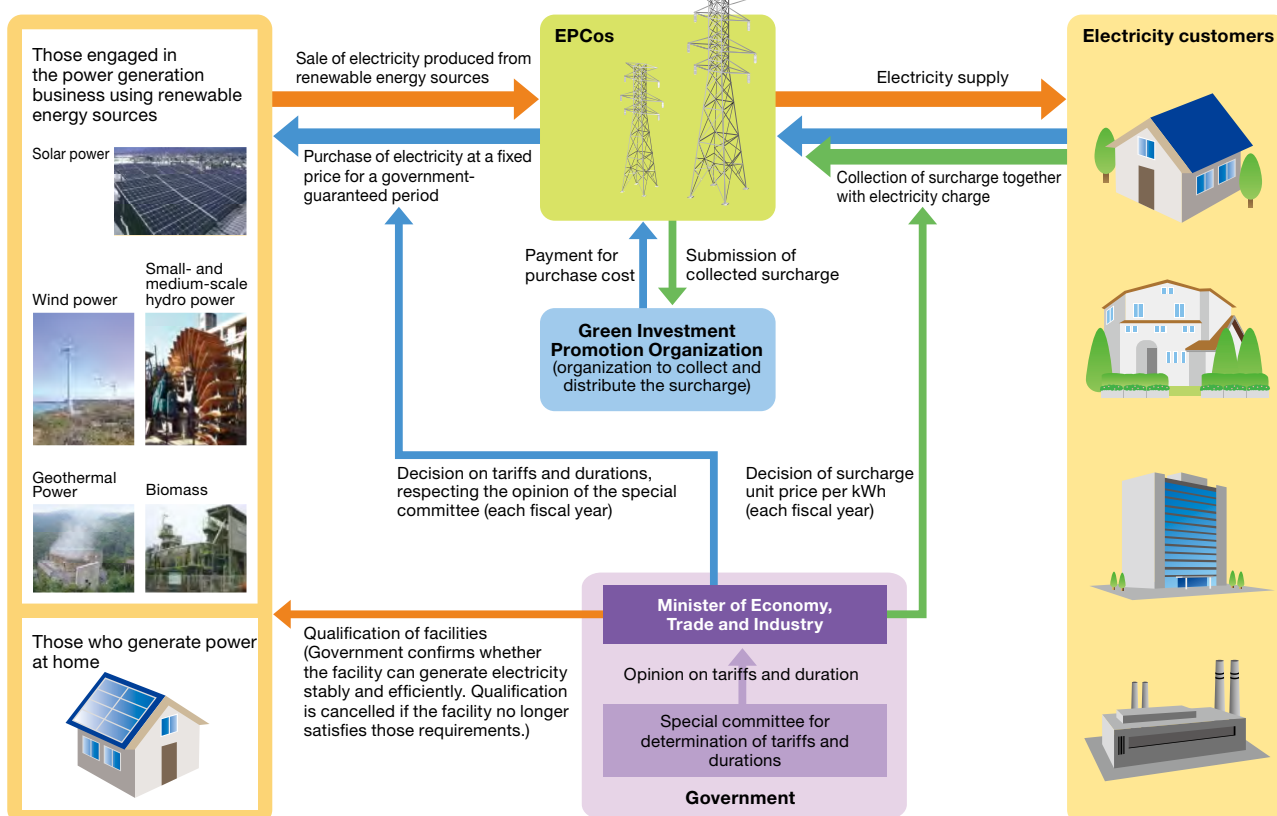 Those engaged in
the power generation
business using renewable
energy sources
Solar power
Wind power
Small- and
medium-scale
hydro power
Geothermal
Power
Biomass
Those who generate power
at home
Sale of electricity produced from
renewable energy sources
Purchase of electricity at a fixed
price for a government-
guaranteed period
EPCos
Electricity supply
Collection of surcharge together
with electricity charge
Electricity customers
Payment for
purchase cost
Submission of
collected surcharge
Green Investment
Promotion Organization
(organization to collect and
distribute the surcharge)
Decision on tariffs and durations,
respecting the opinion of the special
committee (each fiscal year)
Decision of surcharge
unit price per kWh
(each fiscal year)
Qualification of facilities
(Government confirms whether
the facility can generate electricity
stably and efficiently. Qualification
is cancelled if the facility no longer
satisfies those requirements.)
Minister of Economy,
Trade and Industry
Opinion on tariffs and duration
Special committee for
determination of tariffs and
durations
Government